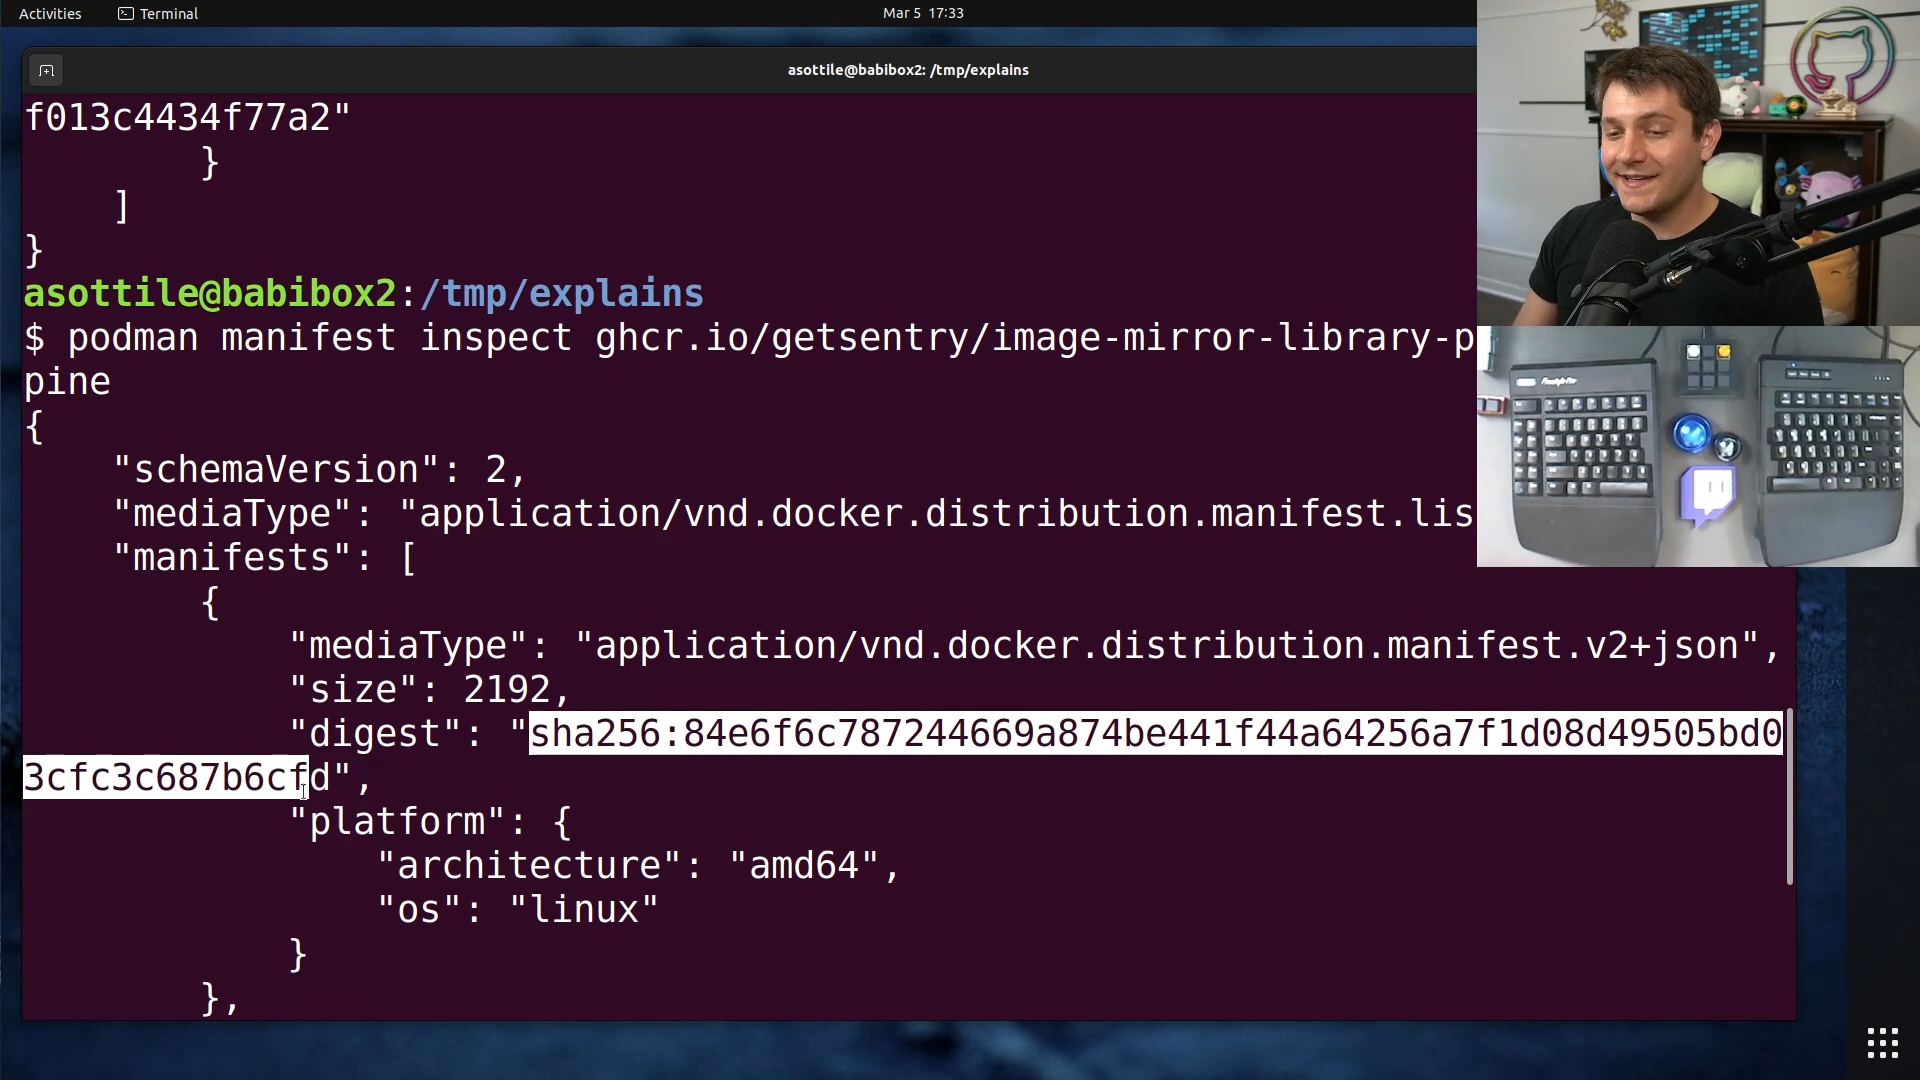 Activities
Terminal
Mar 5 17:33
asottile@babibox2: /tmp/explains
f013c4434f77a2"
}
]
}
asottile@babibox2:/tmp/explains
$ podman manifest inspect ghcr.io/getsentry/image-mirror-library-p
pine
{
"schemaVersion": 2,
"mediaType": "application/vnd.docker.distribution.manifest.lis
"manifests": [
{
"mediaType": "application/vnd.docker.distribution.manifest.v2+json",
"size": 2192,
"digest": "sha256:84e6f6c787244669a874be441f44a64256a7f1d08d49505bd0
3cfc3c687b6cfd",
"platform": {
"architecture": "amd64",
"os": "linux"
}
},